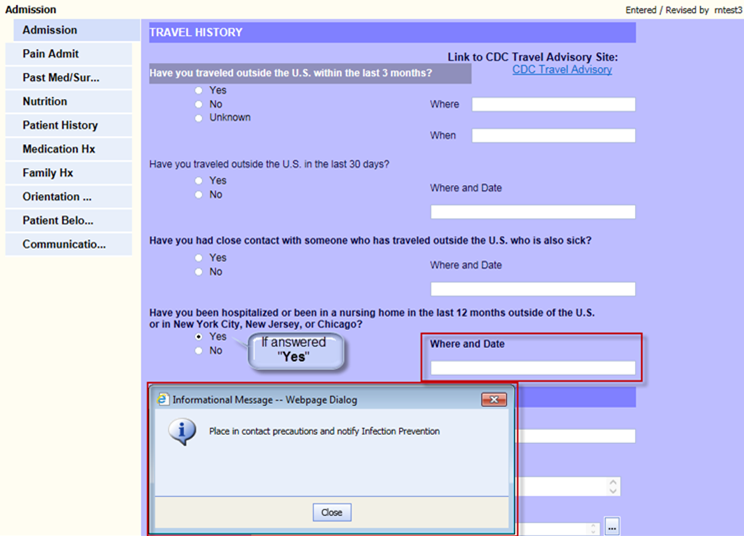 Admission
Entered / Revised by rntest3
Admission
Pain Admit
Past Med/Sur...
Nutrition
Patient History
Medication Hx
Family Hx
Orientation ...
Patient Belo...
Communicatio...
TRAVEL HISTORY
Link to CDC Travel Advisory Site:
CDC Travel Advisory
Have you traveled outside the U.S. within the last 3 months?
Yes
No
Unknown
Where
When
Have you traveled outside the U.S. in the last 30 days?
Yes
No
Where and Date
Have you had close contact with someone who has traveled outside the U.S. who is also sick?
Yes
No
Where and Date
Have you been hospitalized or been in a nursing home in the last 12 months outside of the U.S.
or in New York City, New Jersey, or Chicago?
Yes
No
If answered
"Yes"
Where and Date
Informational Message -- Webpage Dialog
Place in contact precautions and notify Infection Prevention
Close
...